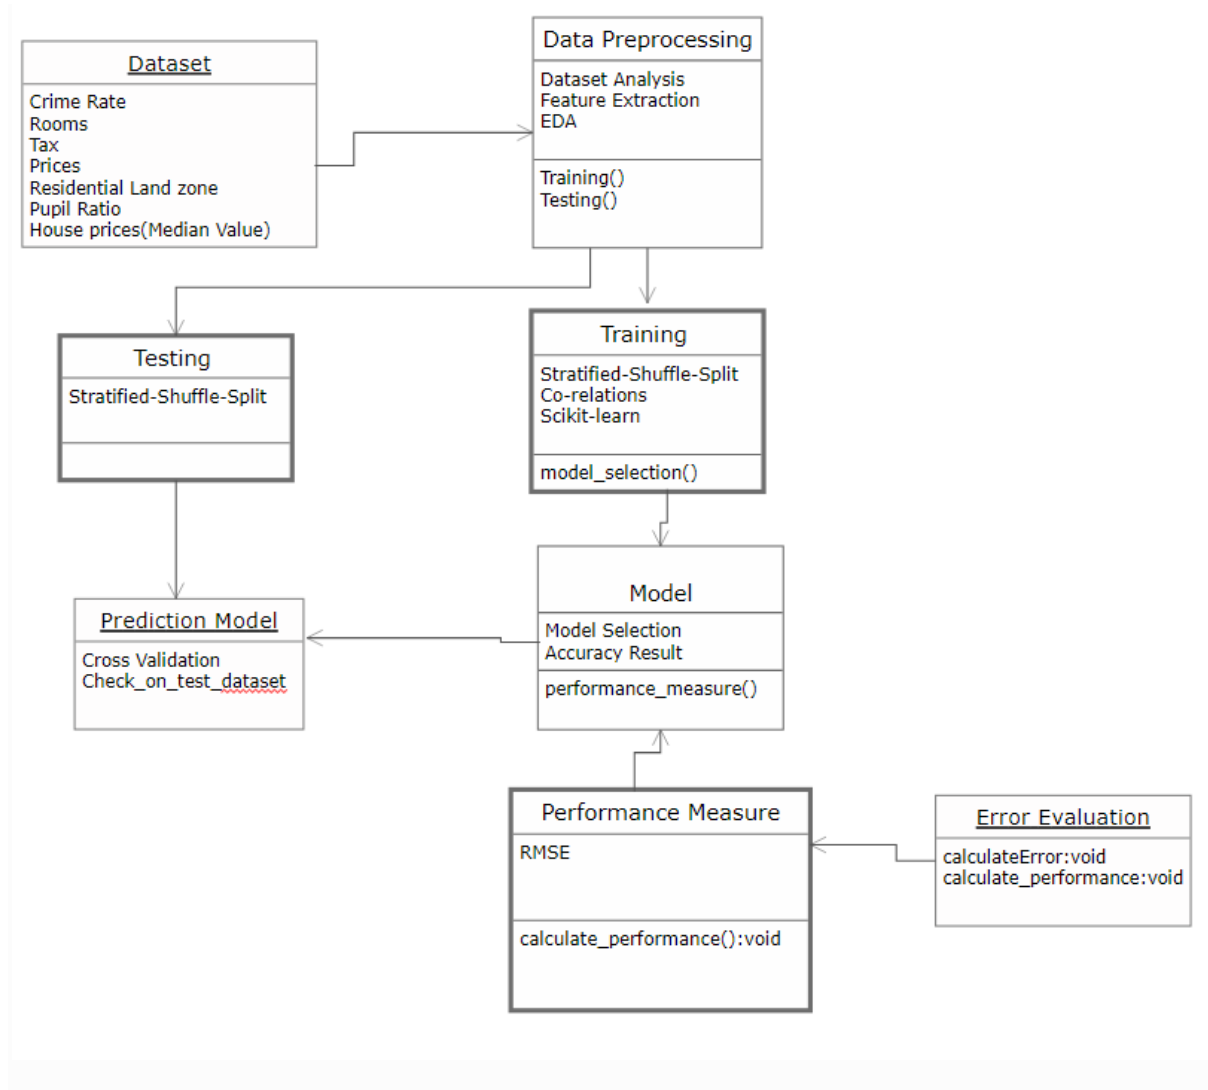 Dataset
Crime Rate
Rooms
Tax
Prices
Residential Land zone
Pupil Ratio
House prices(Median Value)
Data Preprocessing
Dataset Analysis
Feature Extraction
EDA
Training()
Testing()
Testing
Stratified-Shuffle-Split
Training
Stratified-Shuffle-Split
Co-relations
Scikit-learn
model_selection()
Prediction Model
Cross Validation
Check_on_test_dataset
Model
Model Selection
Accuracy Result
performance_measure()
Performance Measure
RMSE
calculate_performance():void
Error Evaluation
calculateError:void
calculate_performance:void